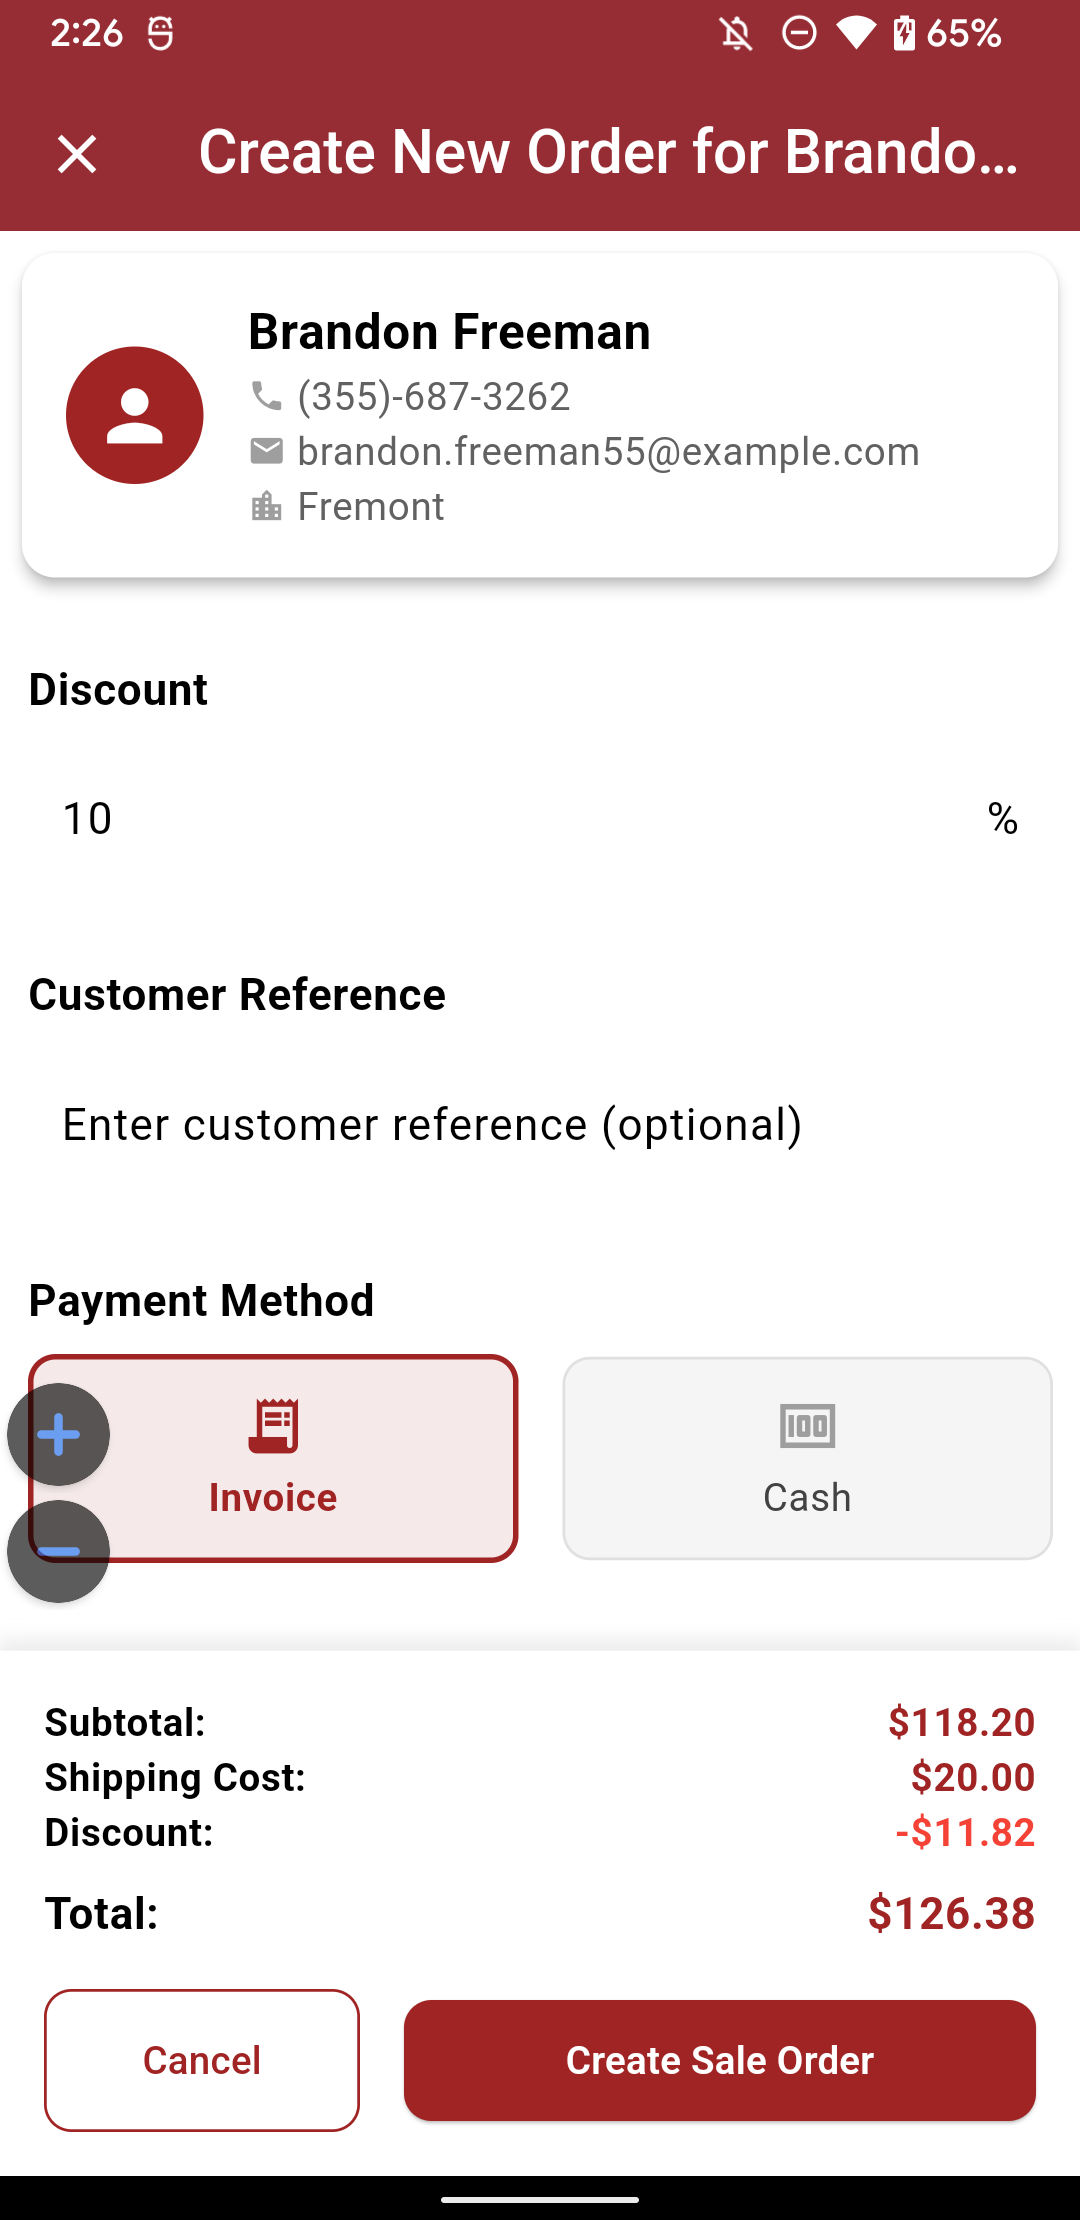 2:26 65%
Create New Order for Brando...
Brandon Freeman
(355)-687-3262
brandon.freeman55@example.com
Fremont
Discount
10 %
Customer Reference
Enter customer reference (optional)
Payment Method
Invoice Cash
Subtotal: $118.20
Shipping Cost: $20.00
Discount: -$11.82
Total: $126.38
Cancel Create Sale Order